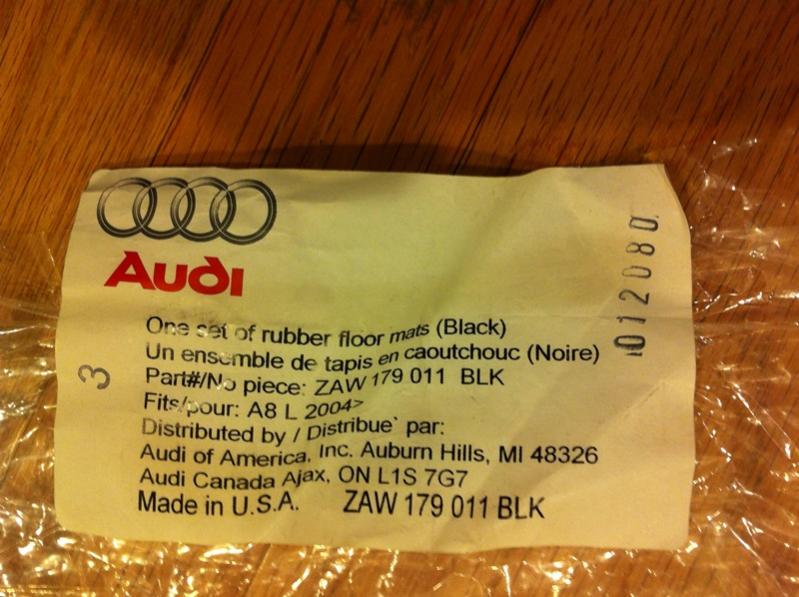 Audi
One set of rubber floor mats (Black)
Un ensemble de tapis en caoutchouc (Noire)
Part#/No piece: ZAW 179 011 BLK
Fits/pour: A8 L 2004>
Distributed by / Distribue` par:
Audi of America, Inc. Auburn Hills, MI 48326
Audi Canada Ajax, ON L1S 7G7
Made in U.S.A. ZAW 179 011 BLK
3